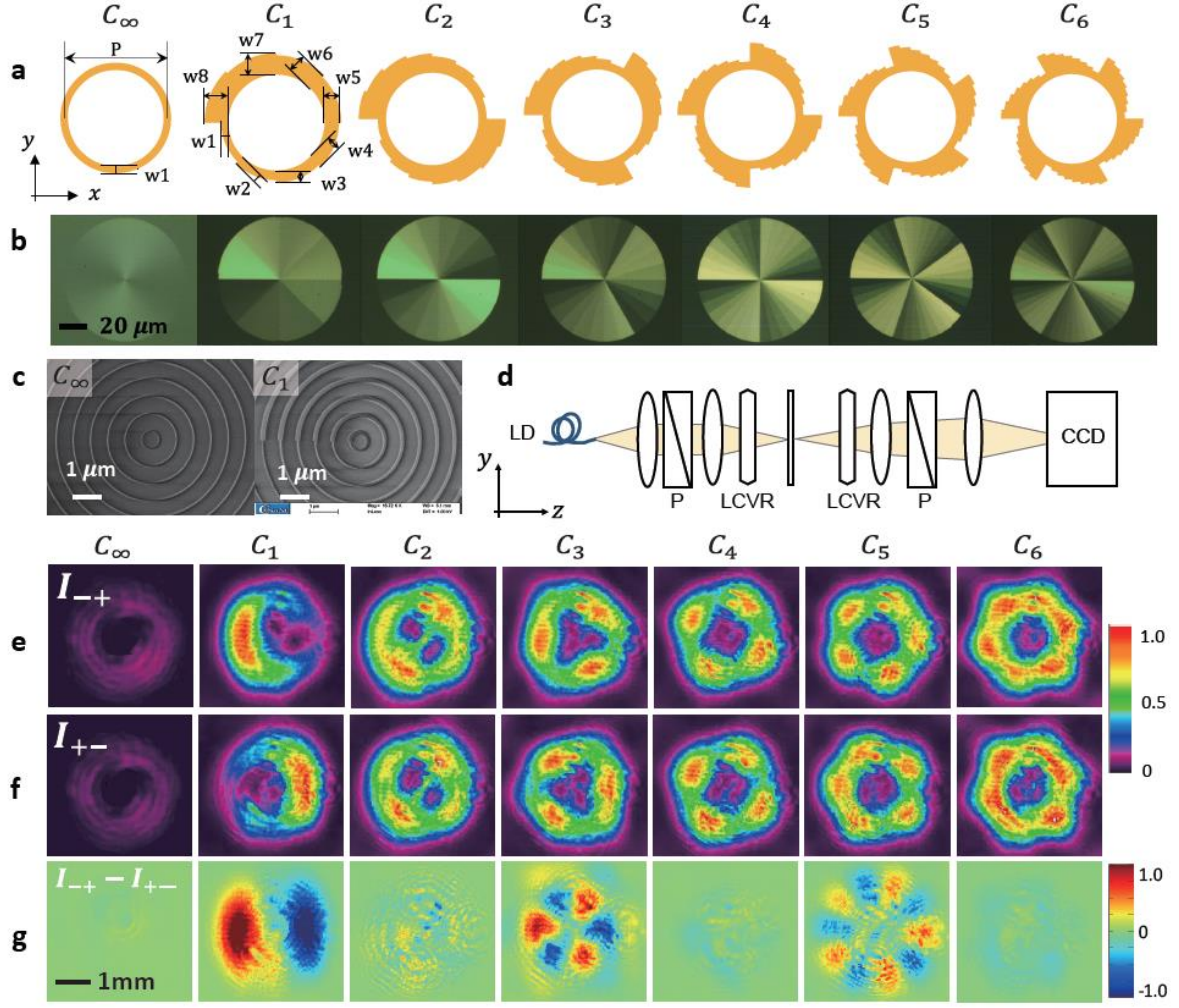 C∞ C1 C2 C3 C4 C5 C6
a
P
w7
w6
w8
w5
w1
w4
w2
w3
w1
y
x
b
20 μm
c
C∞
C1
1 μm
1 μm
d
LD
P
LCVR
LCVR
P
CCD
y
z
C∞ C1 C2 C3 C4 C5 C6
e
I−+
1.0
0.5
0
f
I+−
g
I−+ − I+−
1mm
1.0
0
-1.0